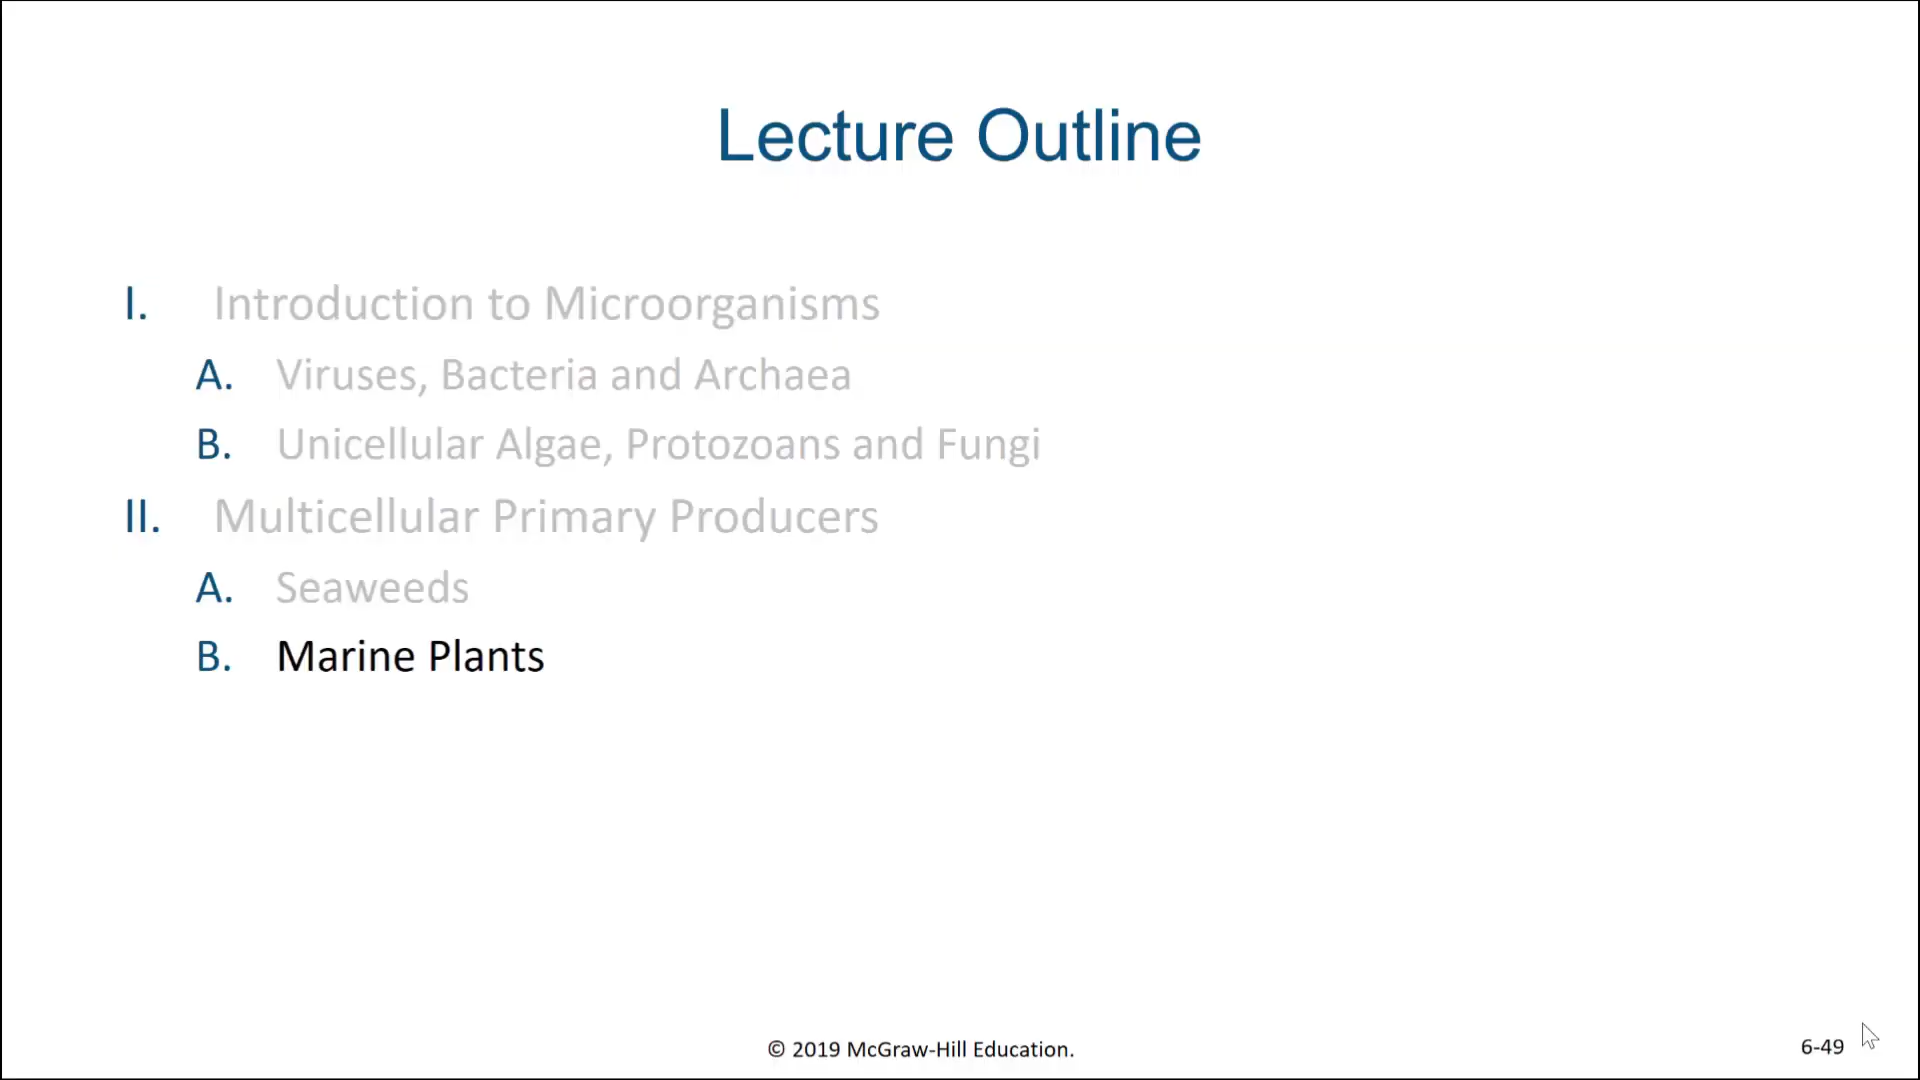 Lecture Outline
I. Introduction to Microorganisms
A. Viruses, Bacteria and Archaea
B. Unicellular Algae, Protozoans and Fungi
II. Multicellular Primary Producers
A. Seaweeds
B. Marine Plants
© 2019 McGraw-Hill Education.
6-49